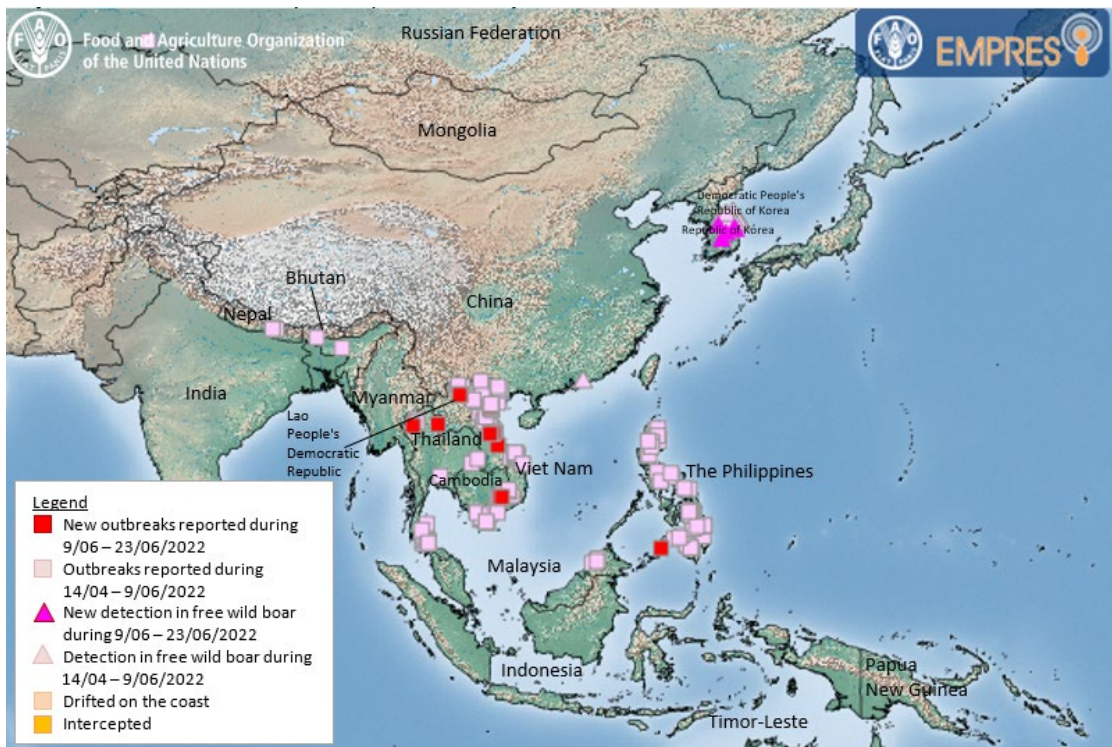 Food and Agriculture Organization
of the United Nations
EMPRES
Russian Federation
Mongolia
Democratic People's
Republic of Korea
Republic of Korea
Bhutan
China
Nepal
India
Myanmar
Lao
People's
Democratic
Republic
Thailand
Viet Nam
Cambodia
The Philippines
Malaysia
Indonesia
Papua
New Guinea
Timor-Leste
Legend
New outbreaks reported during
9/06 – 23/06/2022
Outbreaks reported during
14/04 – 9/06/2022
New detection in free wild boar
during 9/06 – 23/06/2022
Detection in free wild boar during
14/04 – 9/06/2022
Drifted on the coast
Intercepted